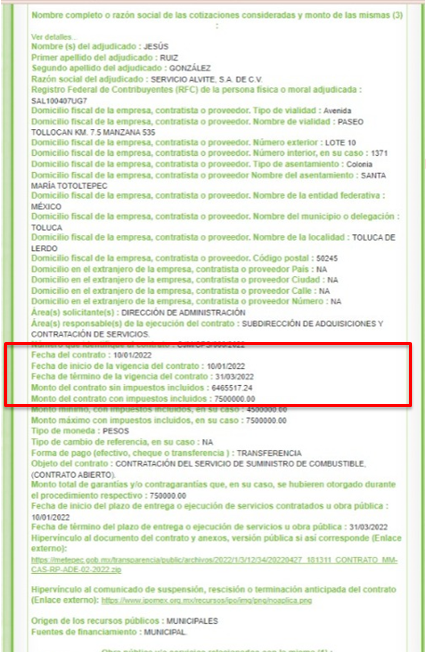 Nombre completo o razón social de las cotizaciones consideradas y monto de las mismas (3)
:
Ver detalles...
Nombre (s) del adjudicado : JESÚS
Primer apellido del adjudicado : RUIZ
Segundo apellido del adjudicado : GONZÁLEZ
Razón social del adjudicado : SERVICIO ALVITE, S.A. DE C.V.
Registro Federal de Contribuyentes (RFC) de la persona física o moral adjudicada :
SAL100407UG7
Domicilio fiscal de la empresa, contratista o proveedor. Tipo de vialidad : Avenida
Domicilio fiscal de la empresa, contratista o proveedor. Nombre de vialidad : PASEO
TOLLOCAN KM. 7.5 MANZANA 535
Domicilio fiscal de la empresa, contratista o proveedor. Número exterior : LOTE 10
Domicilio fiscal de la empresa, contratista o proveedor. Número interior, en su caso : 1371
Domicilio fiscal de la empresa, contratista o proveedor. Tipo de asentamiento : Colonia
Domicilio fiscal de la empresa, contratista o proveedor Nombre del asentamiento : SANTA
MARÍA TOTOLTEPEC
Domicilio fiscal de la empresa, contratista o proveedor. Nombre de la entidad federativa :
MÉXICO
Domicilio fiscal de la empresa, contratista o proveedor. Nombre del municipio o delegación :
TOLUCA
Domicilio fiscal de la empresa, contratista o proveedor. Nombre de la localidad : TOLUCA DE
LERDO
Domicilio fiscal de la empresa, contratista o proveedor. Código postal : 50245
Domicilio en el extranjero de la empresa, contratista o proveedor País : NA
Domicilio en el extranjero de la empresa, contratista o proveedor Ciudad : NA
Domicilio en el extranjero de la empresa, contratista o proveedor Calle : NA
Domicilio en el extranjero de la empresa, contratista o proveedor Número : NA
Área(s) solicitante(s) : DIRECCIÓN DE ADMINISTRACIÓN
Área(s) responsable(s) de la ejecución del contrato : SUBDIRECCIÓN DE ADQUISICIONES Y
CONTRATACIÓN DE SERVICIOS.
Fecha del contrato : 10/01/2022
Fecha de inicio de la vigencia del contrato : 10/01/2022
Fecha de término de la vigencia del contrato : 31/03/2022
Monto del contrato sin impuestos incluidos : 6465517.24
Monto del contrato con impuestos incluidos : 7500000.00
Monto mínimo, con impuestos incluidos, en su caso : 4500000.00
Monto máximo con impuestos incluidos, en su caso : 7500000.00
Tipo de moneda : PESOS
Tipo de cambio de referencia, en su caso : NA
Forma de pago (efectivo, cheque o transferencia ) : TRANSFERENCIA
Objeto del contrato : CONTRATACIÓN DEL SERVICIO DE SUMINISTRO DE COMBUSTIBLE,
(CONTRATO ABIERTO).
Monto total de garantías y/o contragarantías que, en su caso, se hubieren otorgado durante
el procedimiento respectivo : 750000.00
Fecha de inicio del plazo de entrega o ejecución de servicios contratados u obra pública :
10/01/2022
Fecha de término del plazo de entrega o ejecución de servicios u obra pública : 31/03/2022
Hipervínculo al documento del contrato y anexos, versión pública si así corresponde (Enlace
externo):
https://metepec.gob.mx/transparencia/public/archivos/2022/1/3/12/34/20220427_181311_CONTRATO_MM-
CAS-RP-ADE-02-2022.zip
Hipervínculo al comunicado de suspensión, rescisión o terminación anticipada del contrato
(Enlace externo): https://www.ipomex.org.mx/recursos/ipo/img/png/noaplica.png
Origen de los recursos públicos : MUNICIPALES
Fuentes de financiamiento : MUNICIPAL.